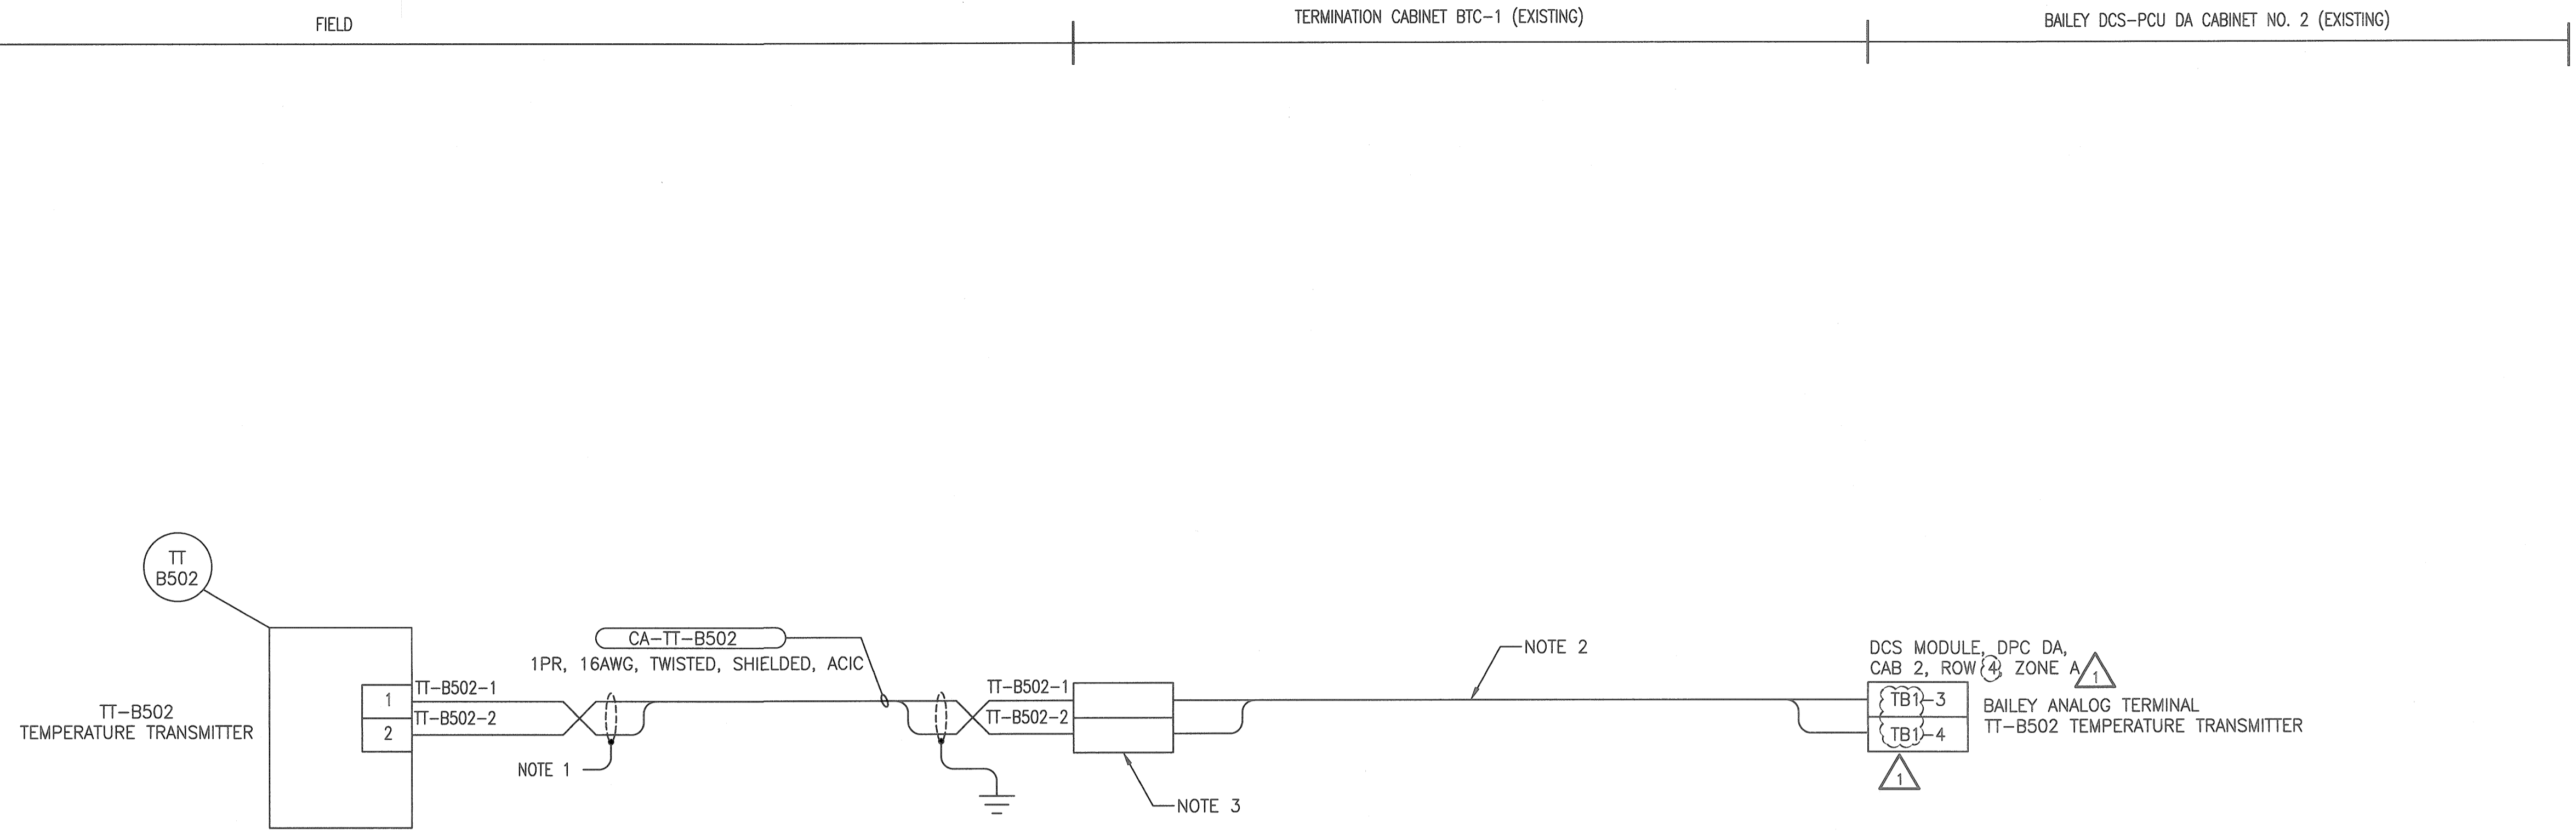 FIELD
TERMINATION CABINET BTC-1 (EXISTING)
BAILEY DCS-PCU DA CABINET NO. 2 (EXISTING)
TT
B502
TT-B502
TEMPERATURE TRANSMITTER
1
2
TT-B502-1
TT-B502-2
CA-TT-B502
1PR, 16AWG, TWISTED, SHIELDED, ACIC
NOTE 1
TT-B502-1
TT-B502-2
NOTE 3
NOTE 2
DCS MODULE, DPC DA,
CAB 2, ROW 4, ZONE A
1
TB1-3
TB1-4
BAILEY ANALOG TERMINAL
TT-B502 TEMPERATURE TRANSMITTER
1